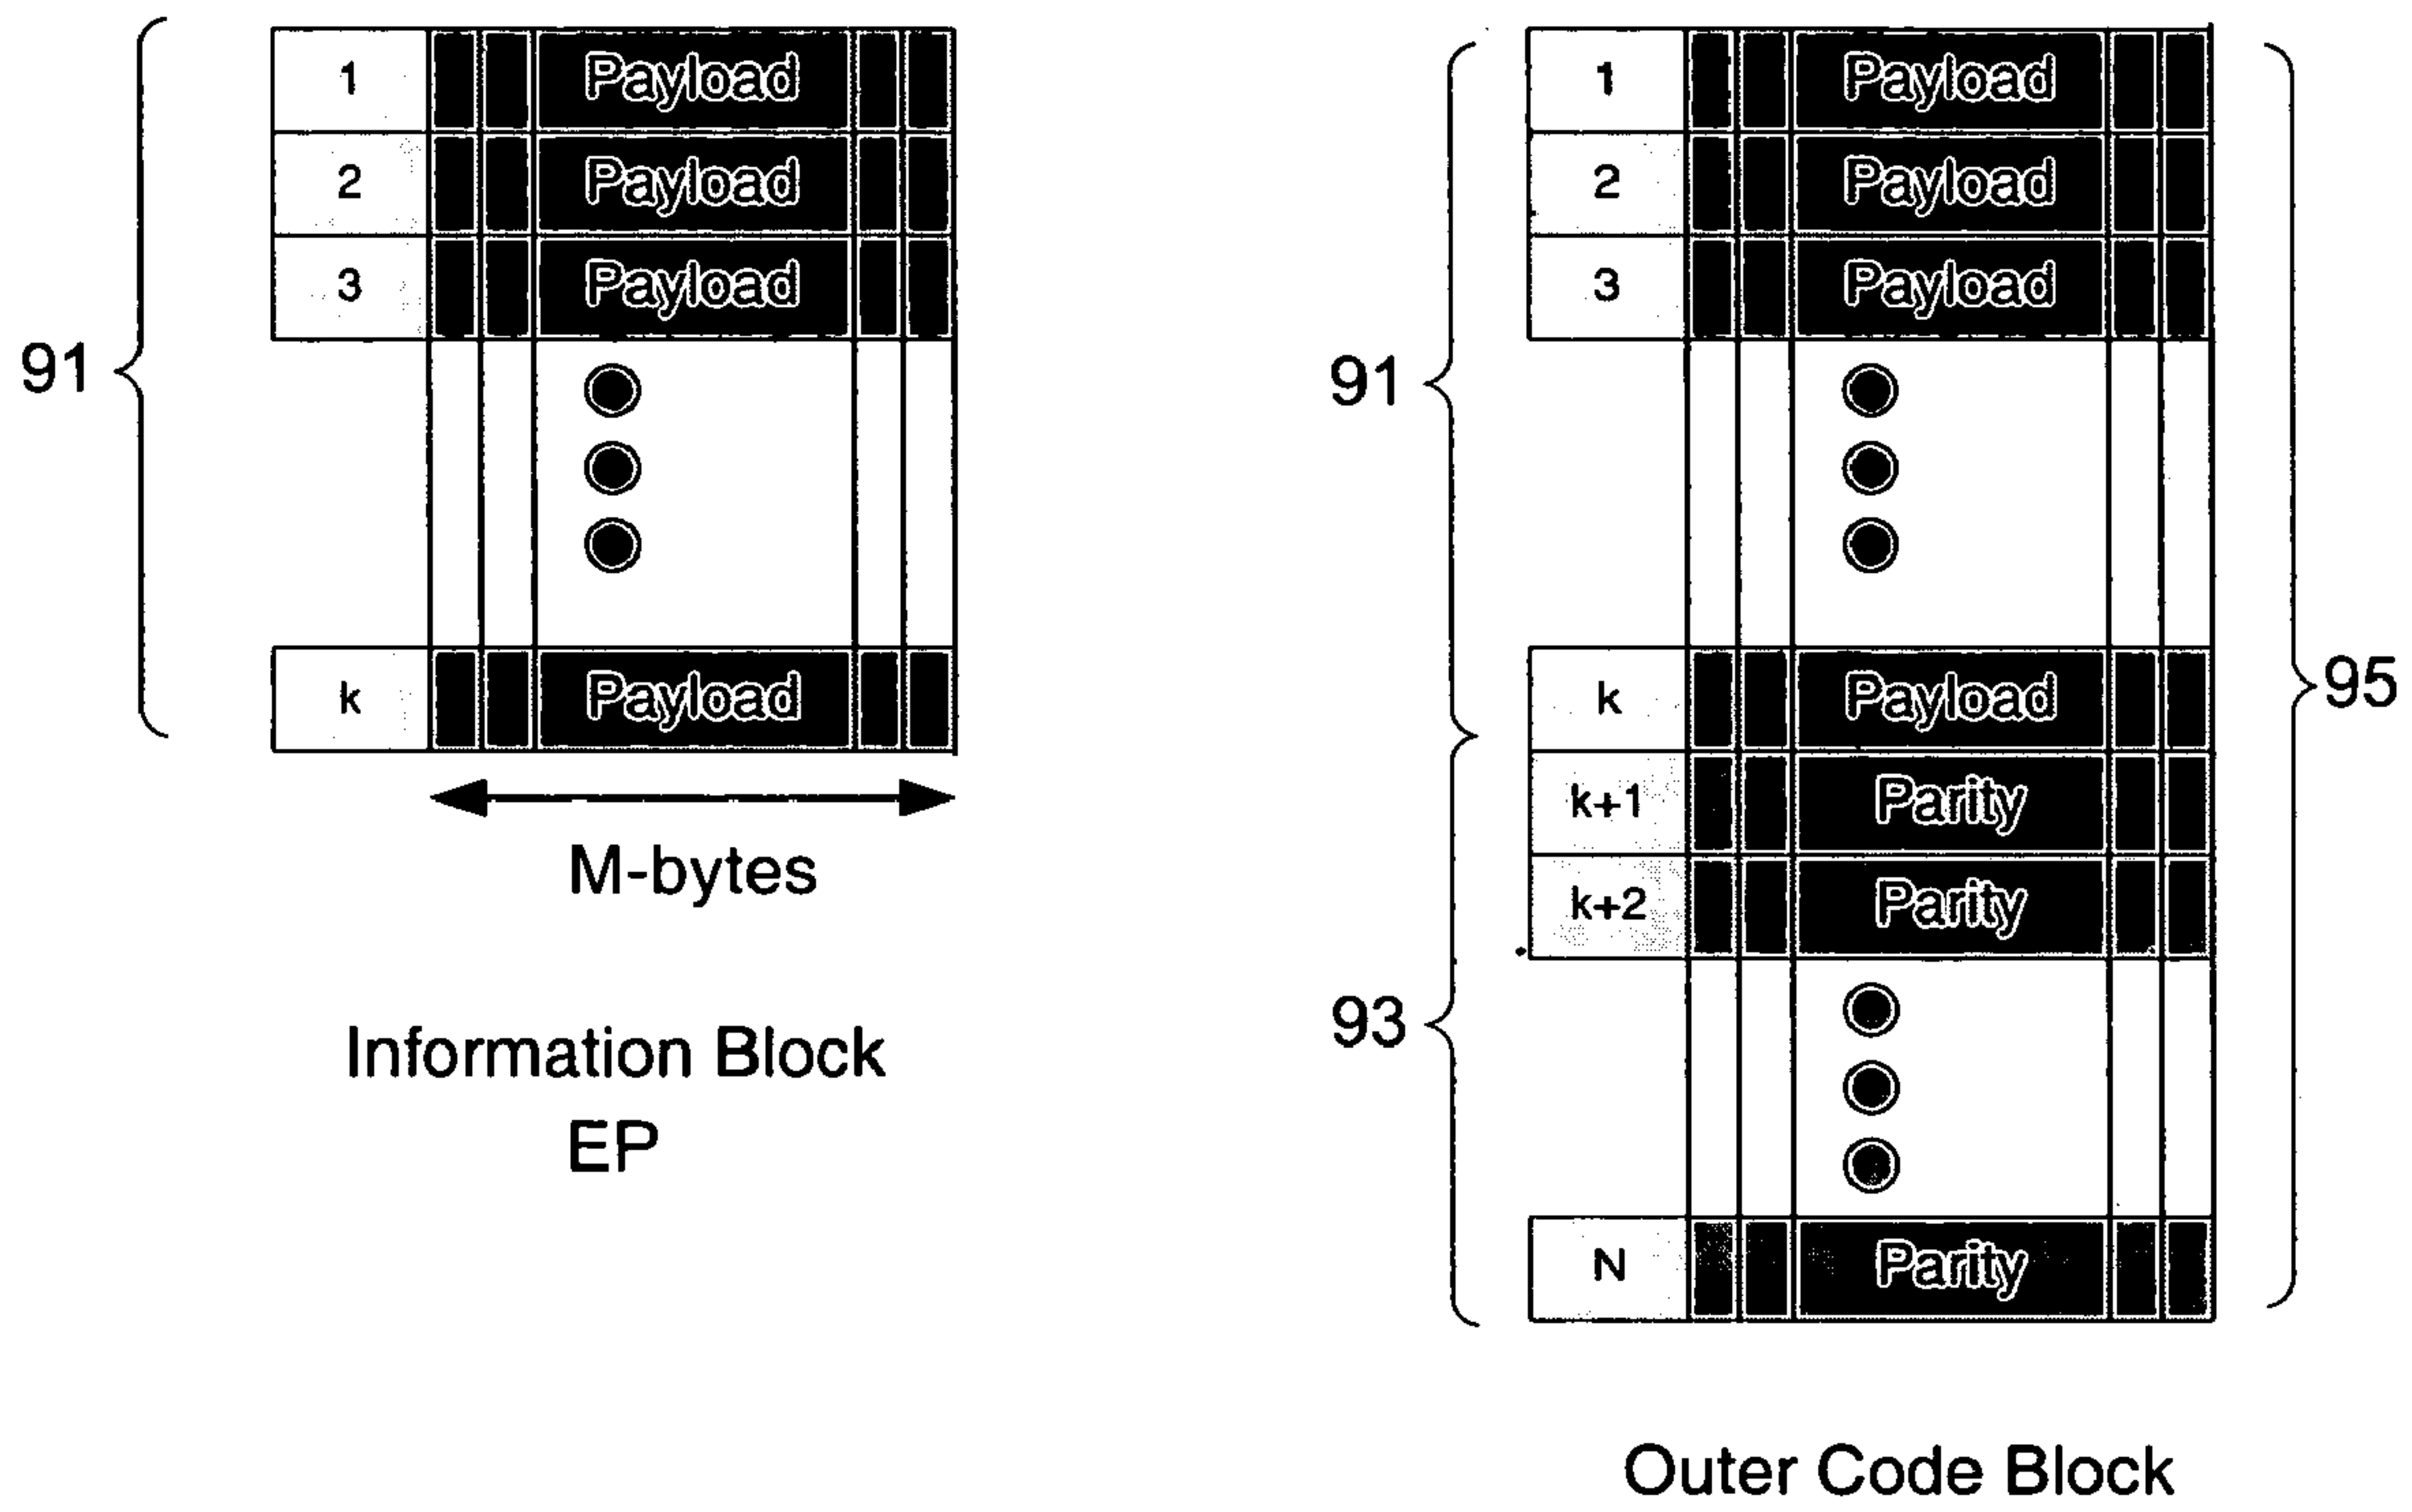 1 Payload
2 Payload
3 Payload
91
k Payload
M-bytes
Information Block
EP
1 Payload
2 Payload
3 Payload
91
k Payload
95
k+1 Parity
k+2 Parity
93
N Parity
Outer Code Block